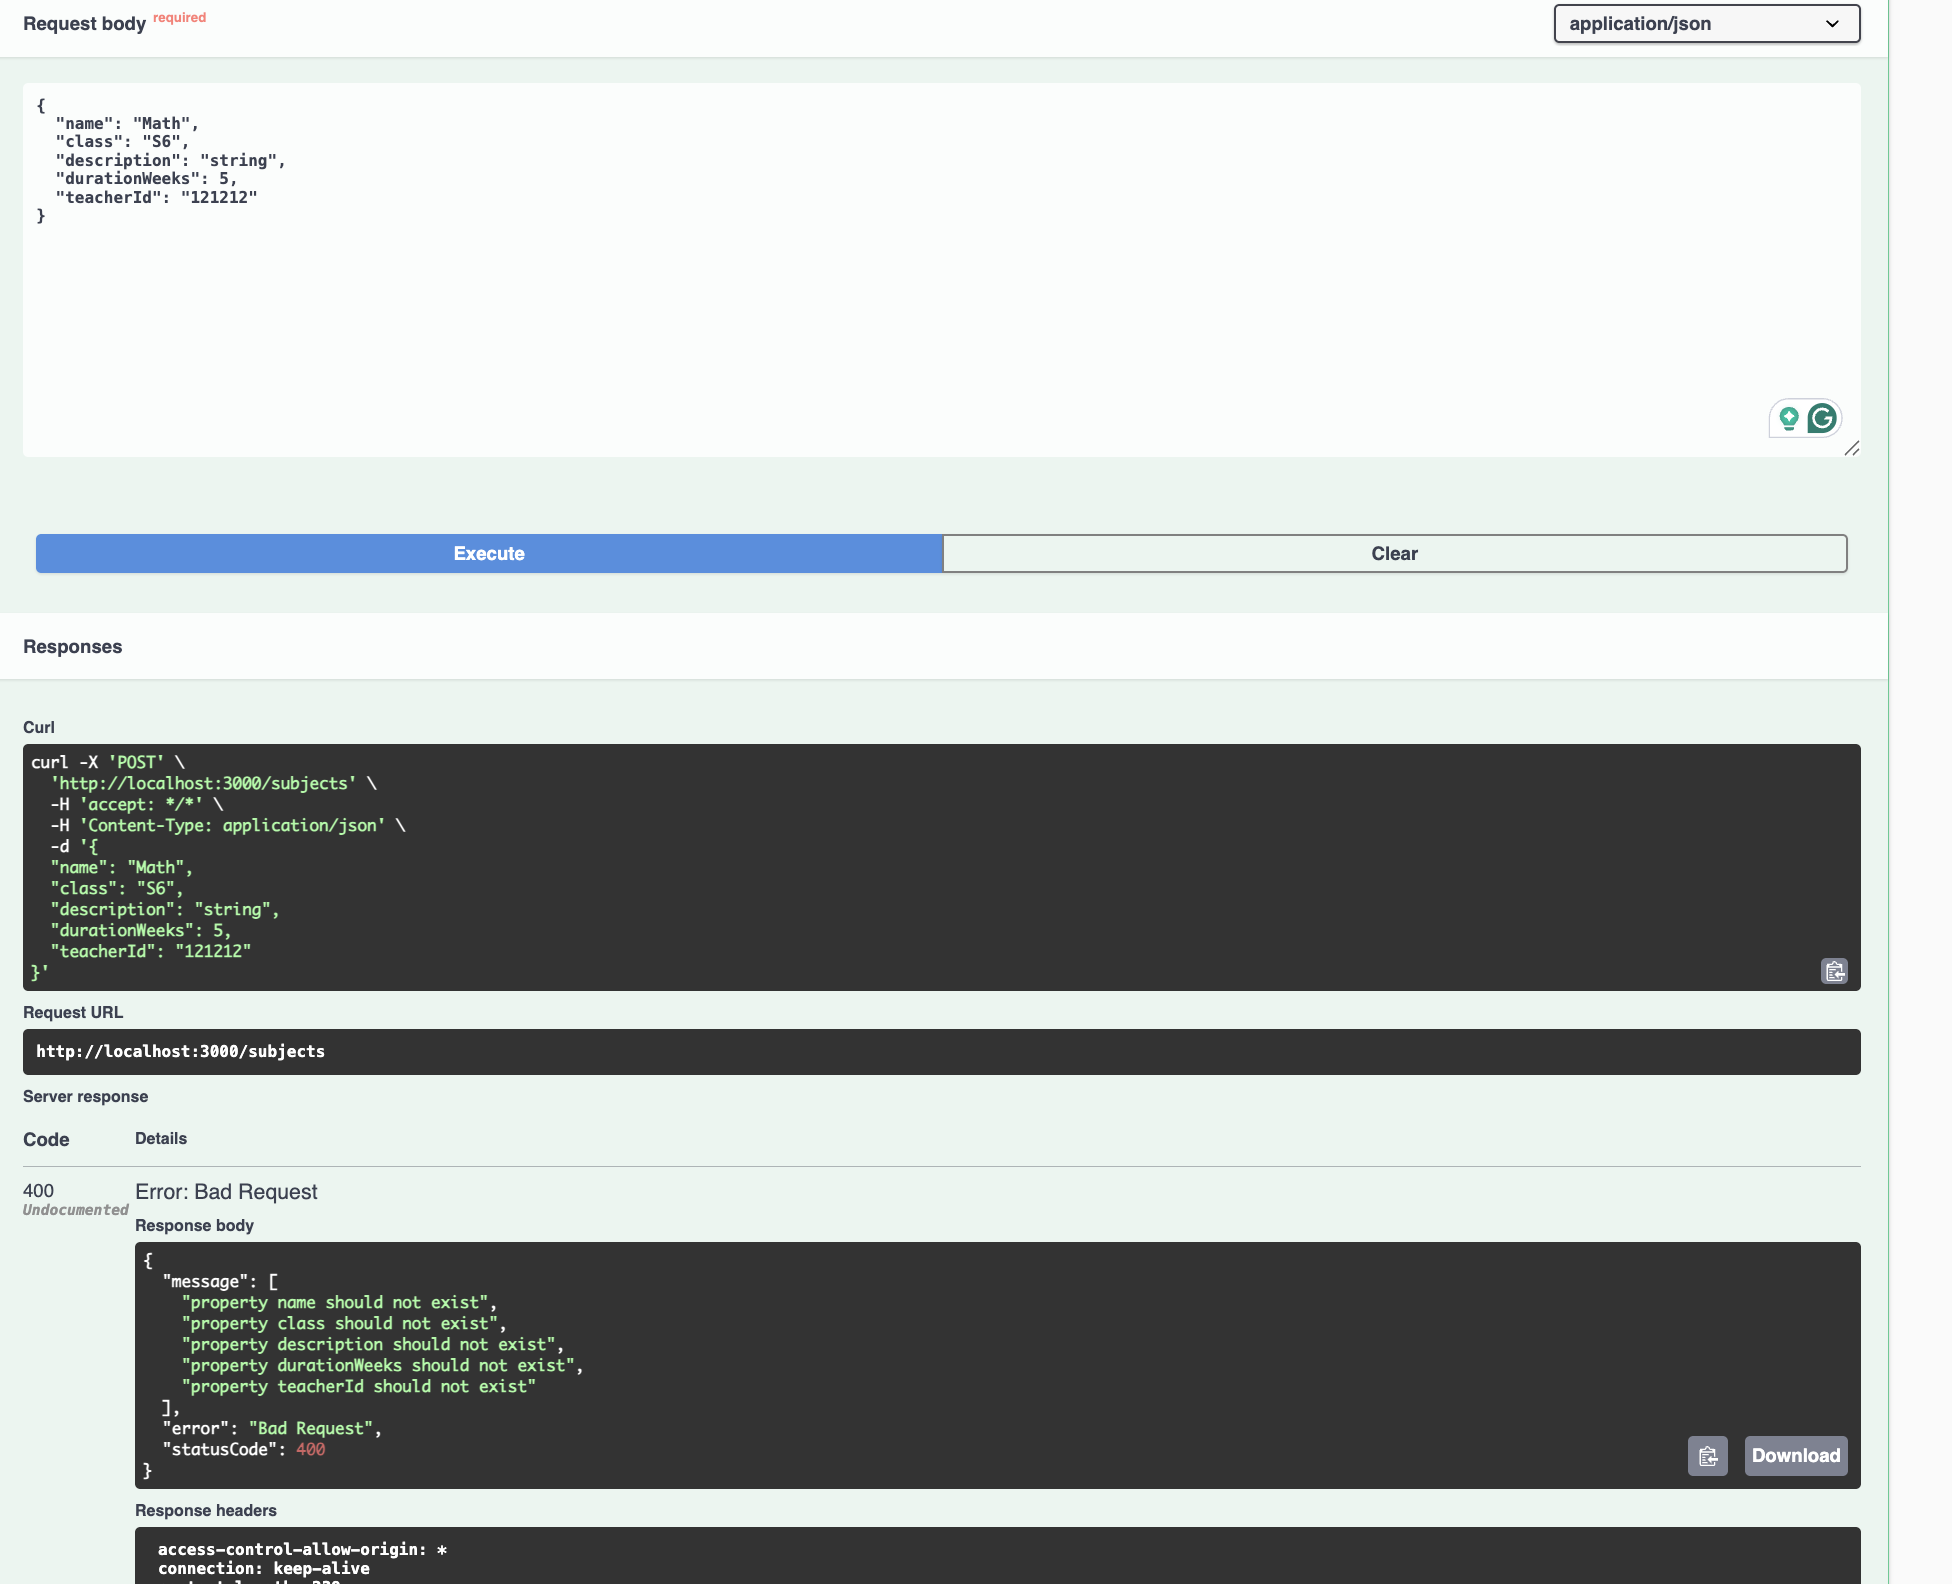 Request body required
application/json
{
  "name": "Math",
  "class": "S6",
  "description": "string",
  "durationWeeks": 5,
  "teacherId": "121212"
}
Execute
Clear
Responses
Curl
curl -X 'POST' \
  'http://localhost:3000/subjects' \
  -H 'accept: */*' \
  -H 'Content-Type: application/json' \
  -d '{
  "name": "Math",
  "class": "S6",
  "description": "string",
  "durationWeeks": 5,
  "teacherId": "121212"
}'
Request URL
http://localhost:3000/subjects
Server response
Code Details
400 Error: Bad Request
Undocumented
Response body
{
  "message": [
    "property name should not exist",
    "property class should not exist",
    "property description should not exist",
    "property durationWeeks should not exist",
    "property teacherId should not exist"
  ],
  "error": "Bad Request",
  "statusCode": 400
}
Download
Response headers
access-control-allow-origin: *
connection: keep-alive